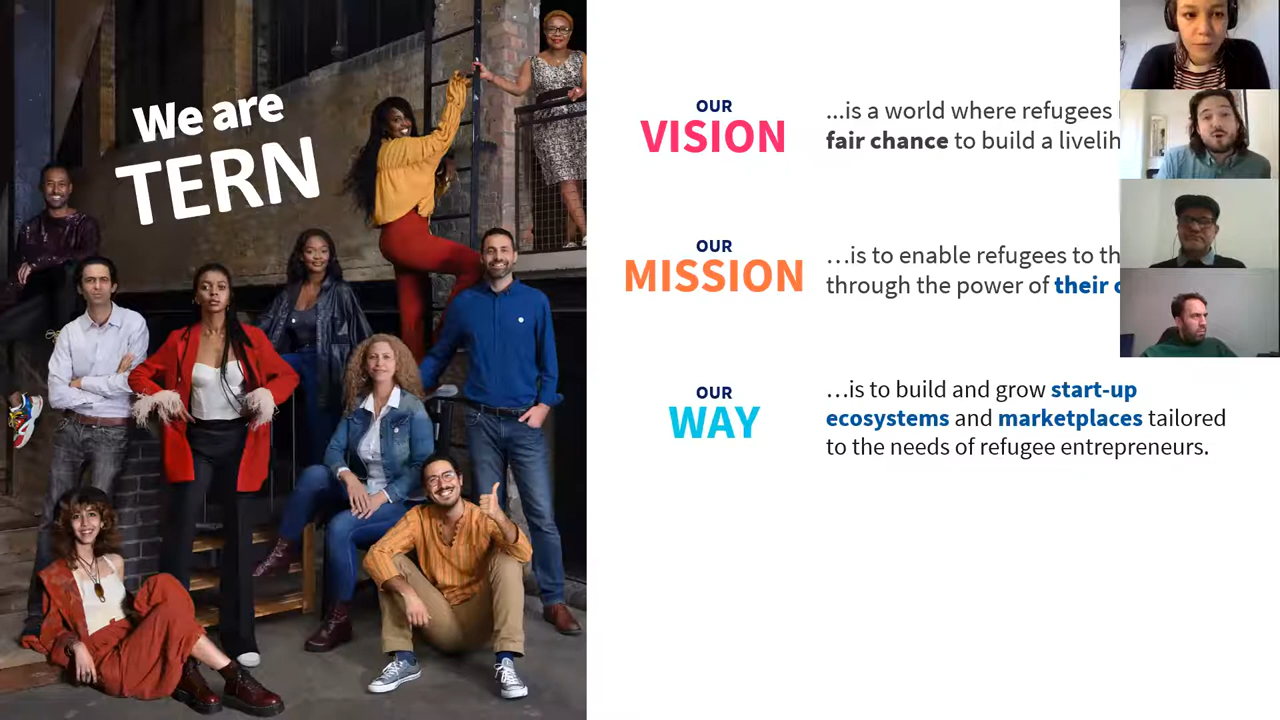 We are
TERN
OUR
VISION
...is a world where refugees
fair chance to build a
OUR
MISSION
...is to enable refugees to
through the power of their
OUR
WAY
...is to build and grow start-up
ecosystems and marketplaces tailored
to the needs of refugee entrepreneurs.